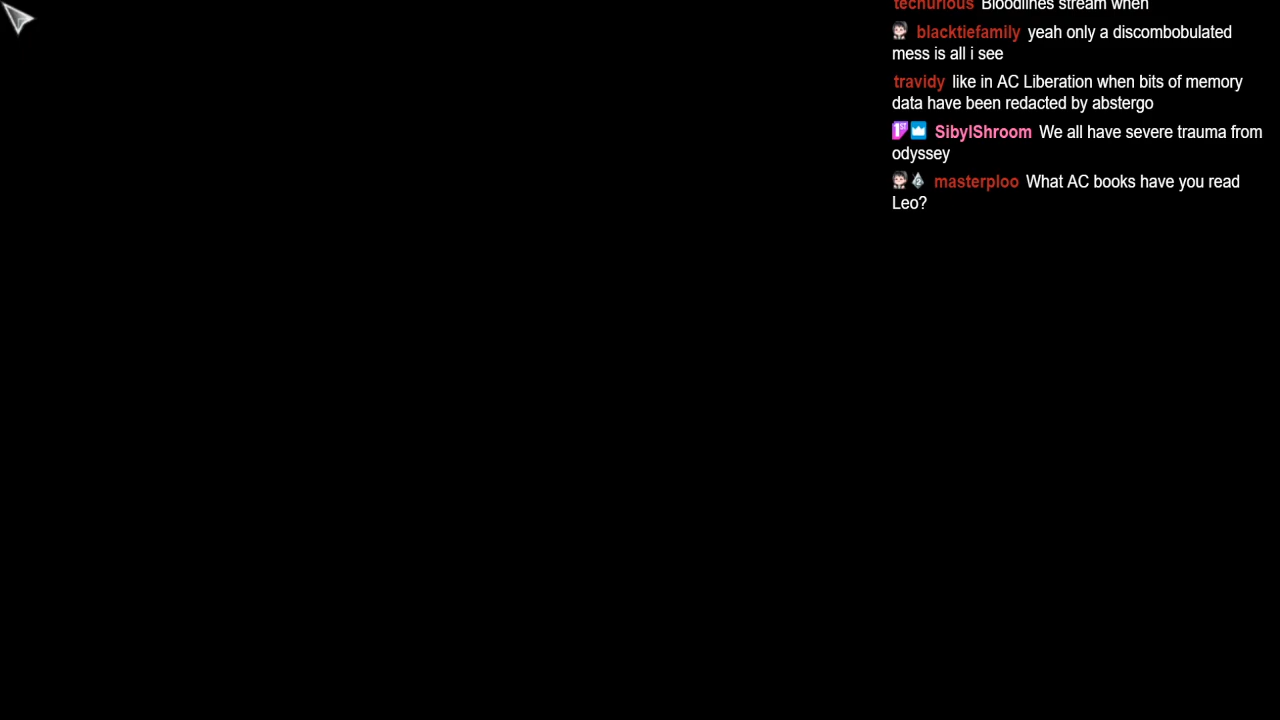 techurious Bloodlines stream when
blacktiefamily yeah only a discombobulated
mess is all i see
travidy like in AC Liberation when bits of memory
data have been redacted by abstergo
1ST SibylShroom We all have severe trauma from
odyssey
2 masterploo What AC books have you read
Leo?